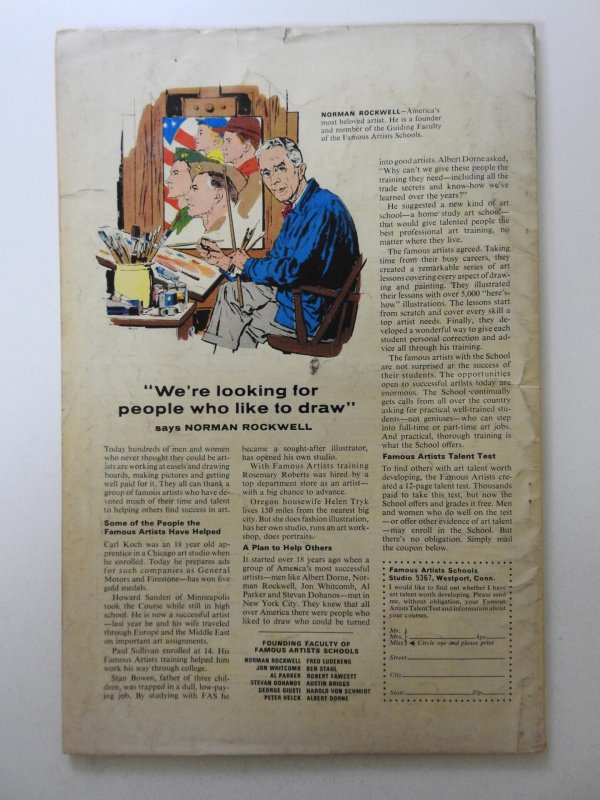 NORMAN ROCKWELL—America's
most beloved artist. He is a founder
and member of the Guiding Faculty
of the Famous Artists Schools.
"We're looking for
people who like to draw"
says NORMAN ROCKWELL
Today hundreds of men and women
who never thought they could be art-
ists are working at easels and drawing
boards, making pictures and getting
well paid for it. They all can thank a
group of famous artists who have de-
voted much of their time and talent
to helping others find success in art.
Some of the People the
Famous Artists Have Helped
Carl Koch was an 18 year old ap-
prentice in a Chicago art studio when
he enrolled. Today he prepares ads
for such companies as General
Motors and Firestone—has won five
gold medals.
Howard Sanden of Minneapolis
took the Course while still in high
school. He is now a successful artist
—last year he and his wife traveled
through Europe and the Middle East
on important art assignments.
Paul Sullivan enrolled at 14. His
Famous Artists training helped him
work his way through college.
Stan Bowen, father of three chil-
dren, was trapped in a dull, low-pay-
ing job. By studying with FAS he
became a sought-after illustrator,
has opened his own studio.
With Famous Artists training
Rosemary Roberts was hired by a
top department store as an artist—
with a big chance to advance.
Oregon housewife Helen Tryk
lives 150 miles from the nearest big
city. But she does fashion illustration,
has her own studio, runs an art work-
shop, does portraits.
A Plan to Help Others
It started over 18 years ago when a
group of America's most successful
artists—men like Albert Dorne, Nor-
man Rockwell, Jon Whitcomb, Al
Parker and Stevan Dohanos—met in
New York City. They knew that all
over America there were people who
liked to draw who could be turned
FOUNDING FACULTY OF
FAMOUS ARTISTS SCHOOLS
NORMAN ROCKWELL FRED LUDEKENS
JON WHITCOMB BEN STAHL
AL PARKER ROBERT FAWCETT
STEVAN DOHANOS AUSTIN BRIGGS
GEORGE GIUSTI HAROLD VON SCHMIDT
PETER HELCK ALBERT DORNE
into good artists. Albert Dorne asked,
"Why can't we give these people the
training they need—including all the
trade secrets and know-how we've
learned over the years?"
He suggested a new kind of art
school—a home study art school—
that would give talented people the
best professional art training, no
matter where they live.
The famous artists agreed. Taking
time from their busy careers, they
created a remarkable series of art
lessons covering every aspect of draw-
ing and painting. They illustrated
their lessons with over 5,000 "here's-
how" illustrations. The lessons start
from scratch and cover every skill a
top artist needs. Finally, they de-
veloped a wonderful way to give each
student personal correction and ad-
vice all through his training.
The famous artists with the School
are not surprised at the success of
their students. The opportunities
open to successful artists today are
enormous. The School continually
gets calls from all over the country
asking for practical well-trained stu-
dents—not geniuses—who can step
into full-time or part-time art jobs.
And practical, thorough training is
what the School offers.
Famous Artists Talent Test
To find others with art talent worth
developing, the Famous Artists cre-
ated a 12-page talent test. Thousands
paid to take this test, but now the
School offers and grades it free. Men
and women who do well on the test
—or offer other evidence of art talent
—may enroll in the School. But
there's no obligation. Simply mail
the coupon below.
Famous Artists Schools
Studio 5367, Westport, Conn.
I would like to find out whether I have
art talent worth developing. Please send
me, without obligation, your Famous
Artists Talent Test and information about
your courses.
Mr.
Mrs. Age
Miss Circle one and please print
Street
City
State Zip